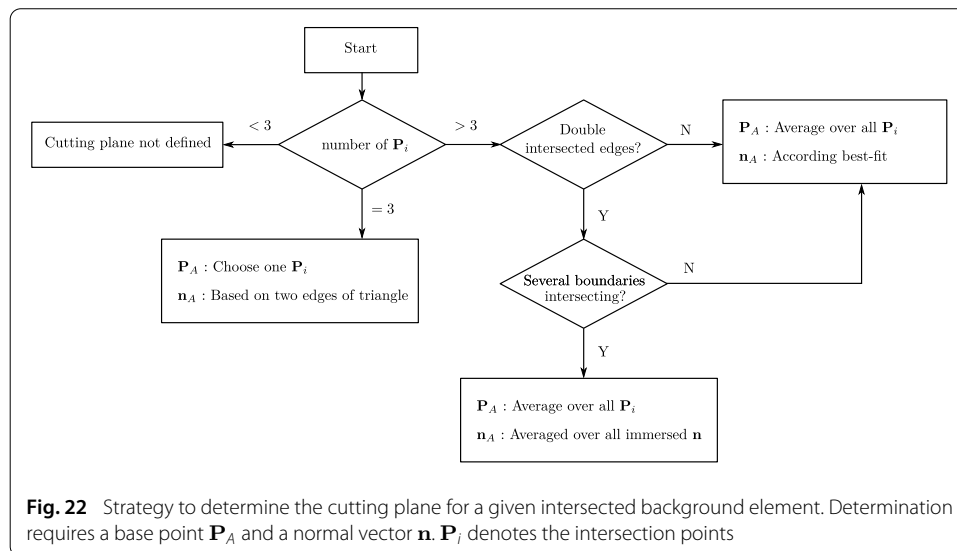 Start
< 3
> 3
Cutting plane not defined
number of P_i
= 3
Double
intersected edges?
N
P_A : Average over all P_i
n_A : According best-fit
Y
P_A : Choose one P_i
n_A : Based on two edges of triangle
Several boundaries
intersecting?
N
Y
P_A : Average over all P_i
n_A : Averaged over all immersed n
Fig. 22 Strategy to determine the cutting plane for a given intersected background element. Determination
requires a base point P_A and a normal vector n. P_i denotes the intersection points